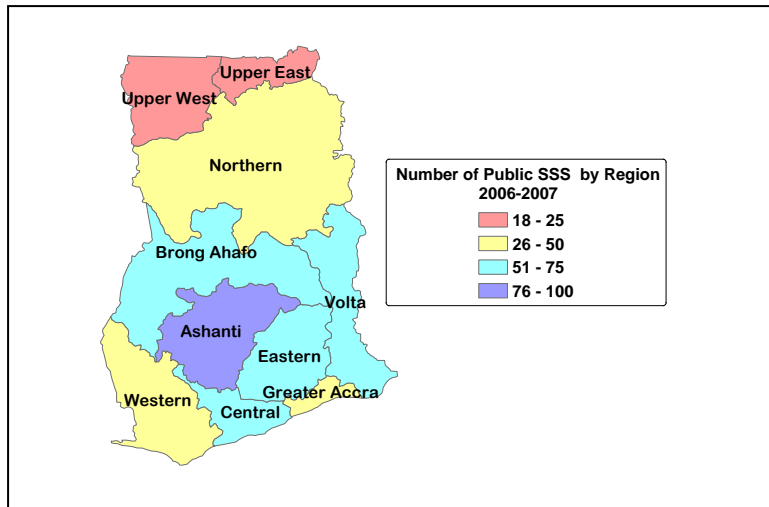 Upper East
Upper West
Northern
Brong Ahafo
Volta
Ashanti
Eastern
Greater Accra
Western
Central
Number of Public SSS by Region
2006-2007
18 - 25
26 - 50
51 - 75
76 - 100